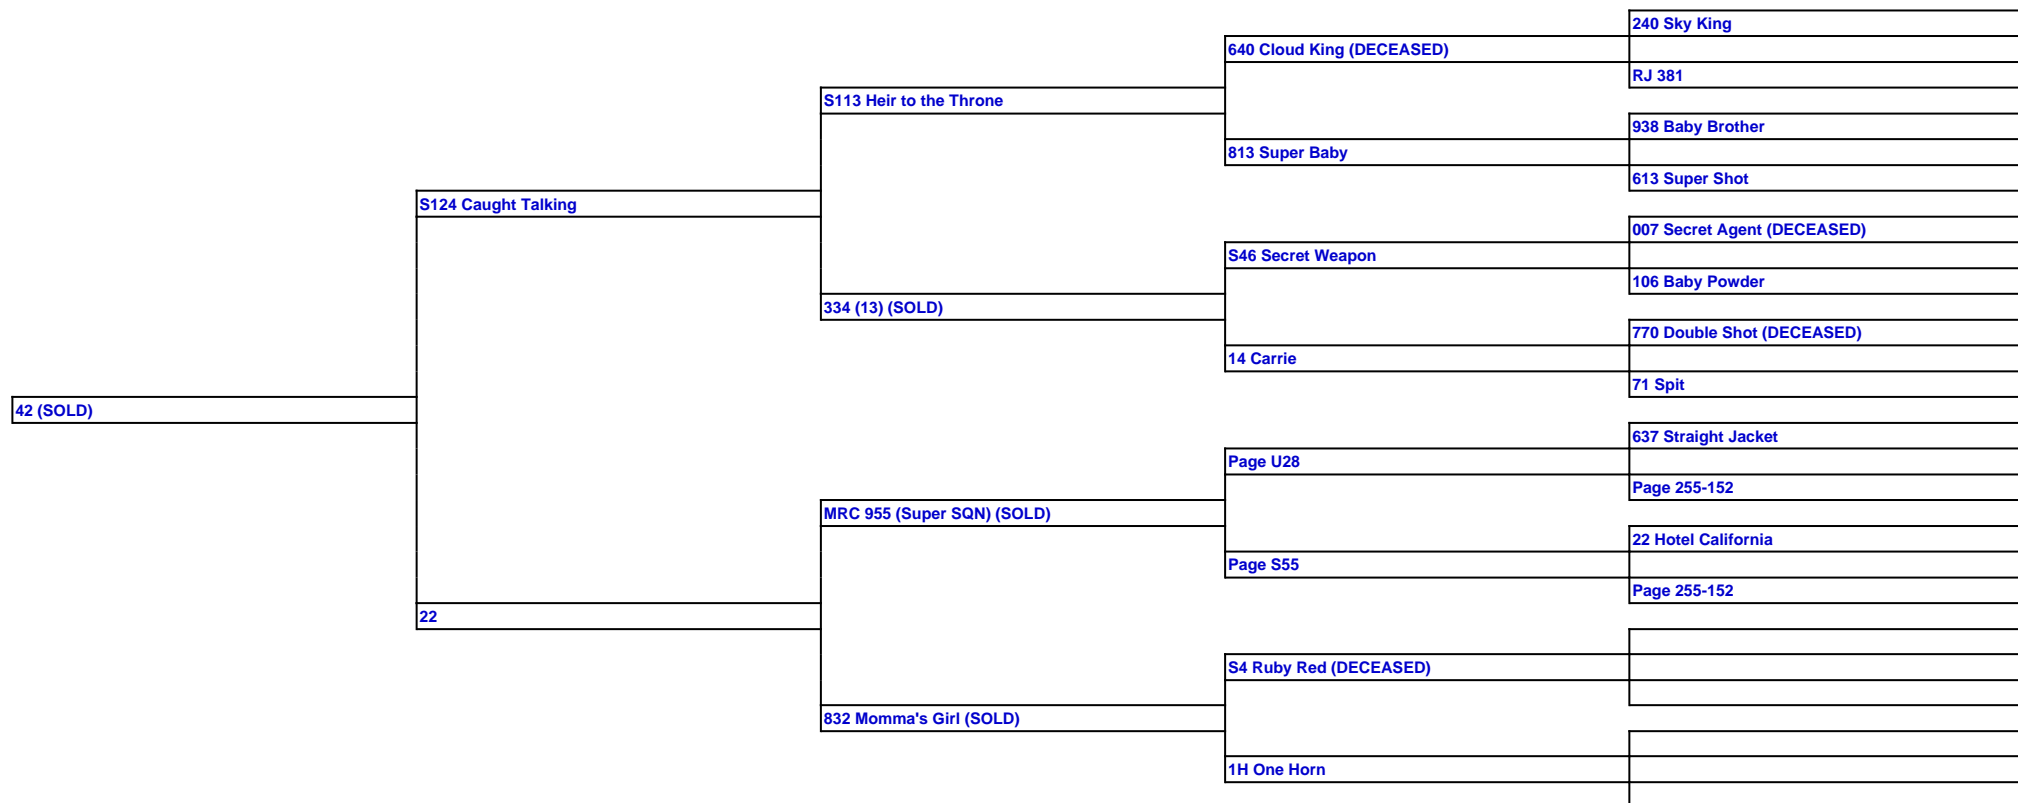 240 Sky King
640 Cloud King (DECEASED)
RJ 381
S113 Heir to the Throne
938 Baby Brother
813 Super Baby
613 Super Shot
S124 Caught Talking
007 Secret Agent (DECEASED)
S46 Secret Weapon
106 Baby Powder
334 (13) (SOLD)
770 Double Shot (DECEASED)
14 Carrie
71 Spit
42 (SOLD)
637 Straight Jacket
Page U28
Page 255-152
MRC 955 (Super SQN) (SOLD)
22 Hotel California
Page S55
Page 255-152
22
S4 Ruby Red (DECEASED)
832 Momma's Girl (SOLD)
1H One Horn